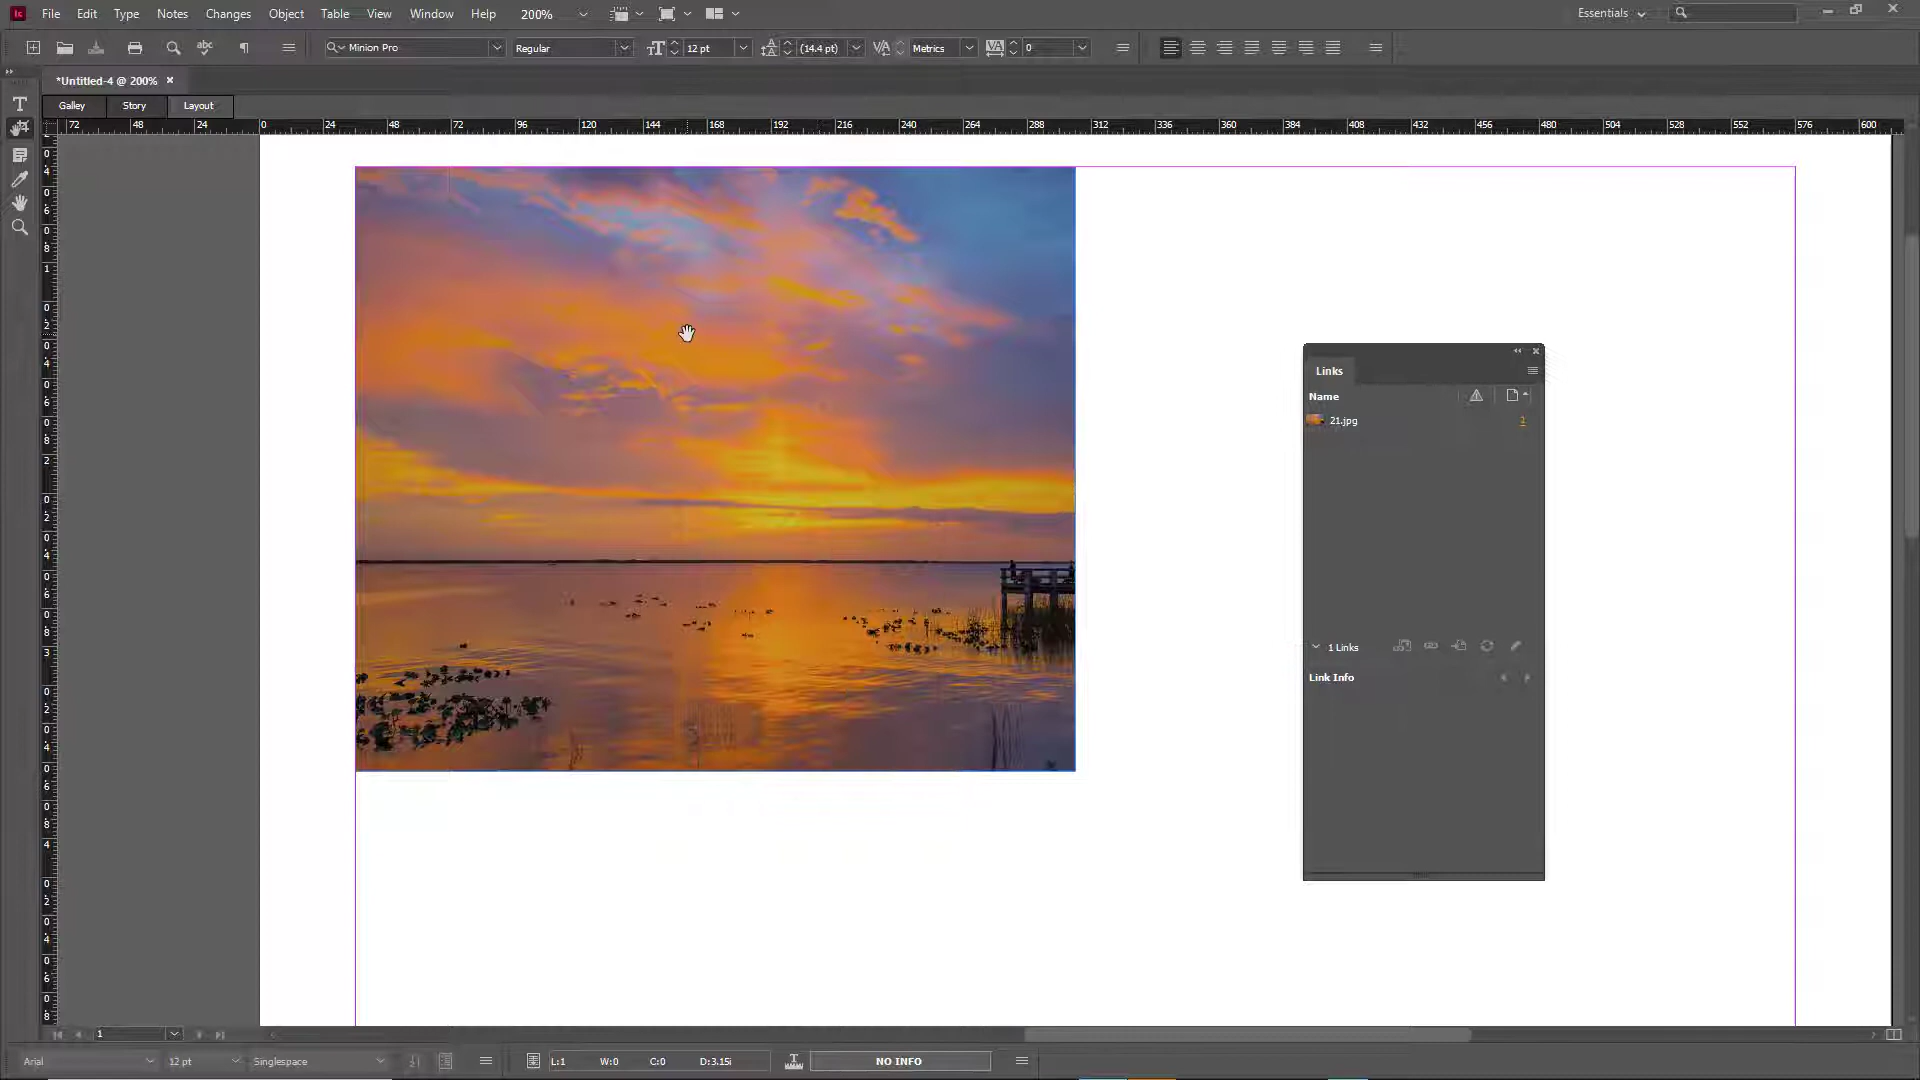 Ic File Edit Type Notes Changes Object Table View Window Help 200% Essentials
Minion Pro Regular 12 pt (14.4 pt) Metrics 0
*Untitled-4 @ 200%
Galley Story Layout
72 48 24 0 24 48 72 96 120 144 168 192 216 240 264 288 312 336 360 384 408 432 456 480 504 532 552 576 600
Links
Name
21.jpg
1 Links
Link Info
1
Arial 12 pt Singlespace L:1 W:0 C:0 D:3.15i NO INFO